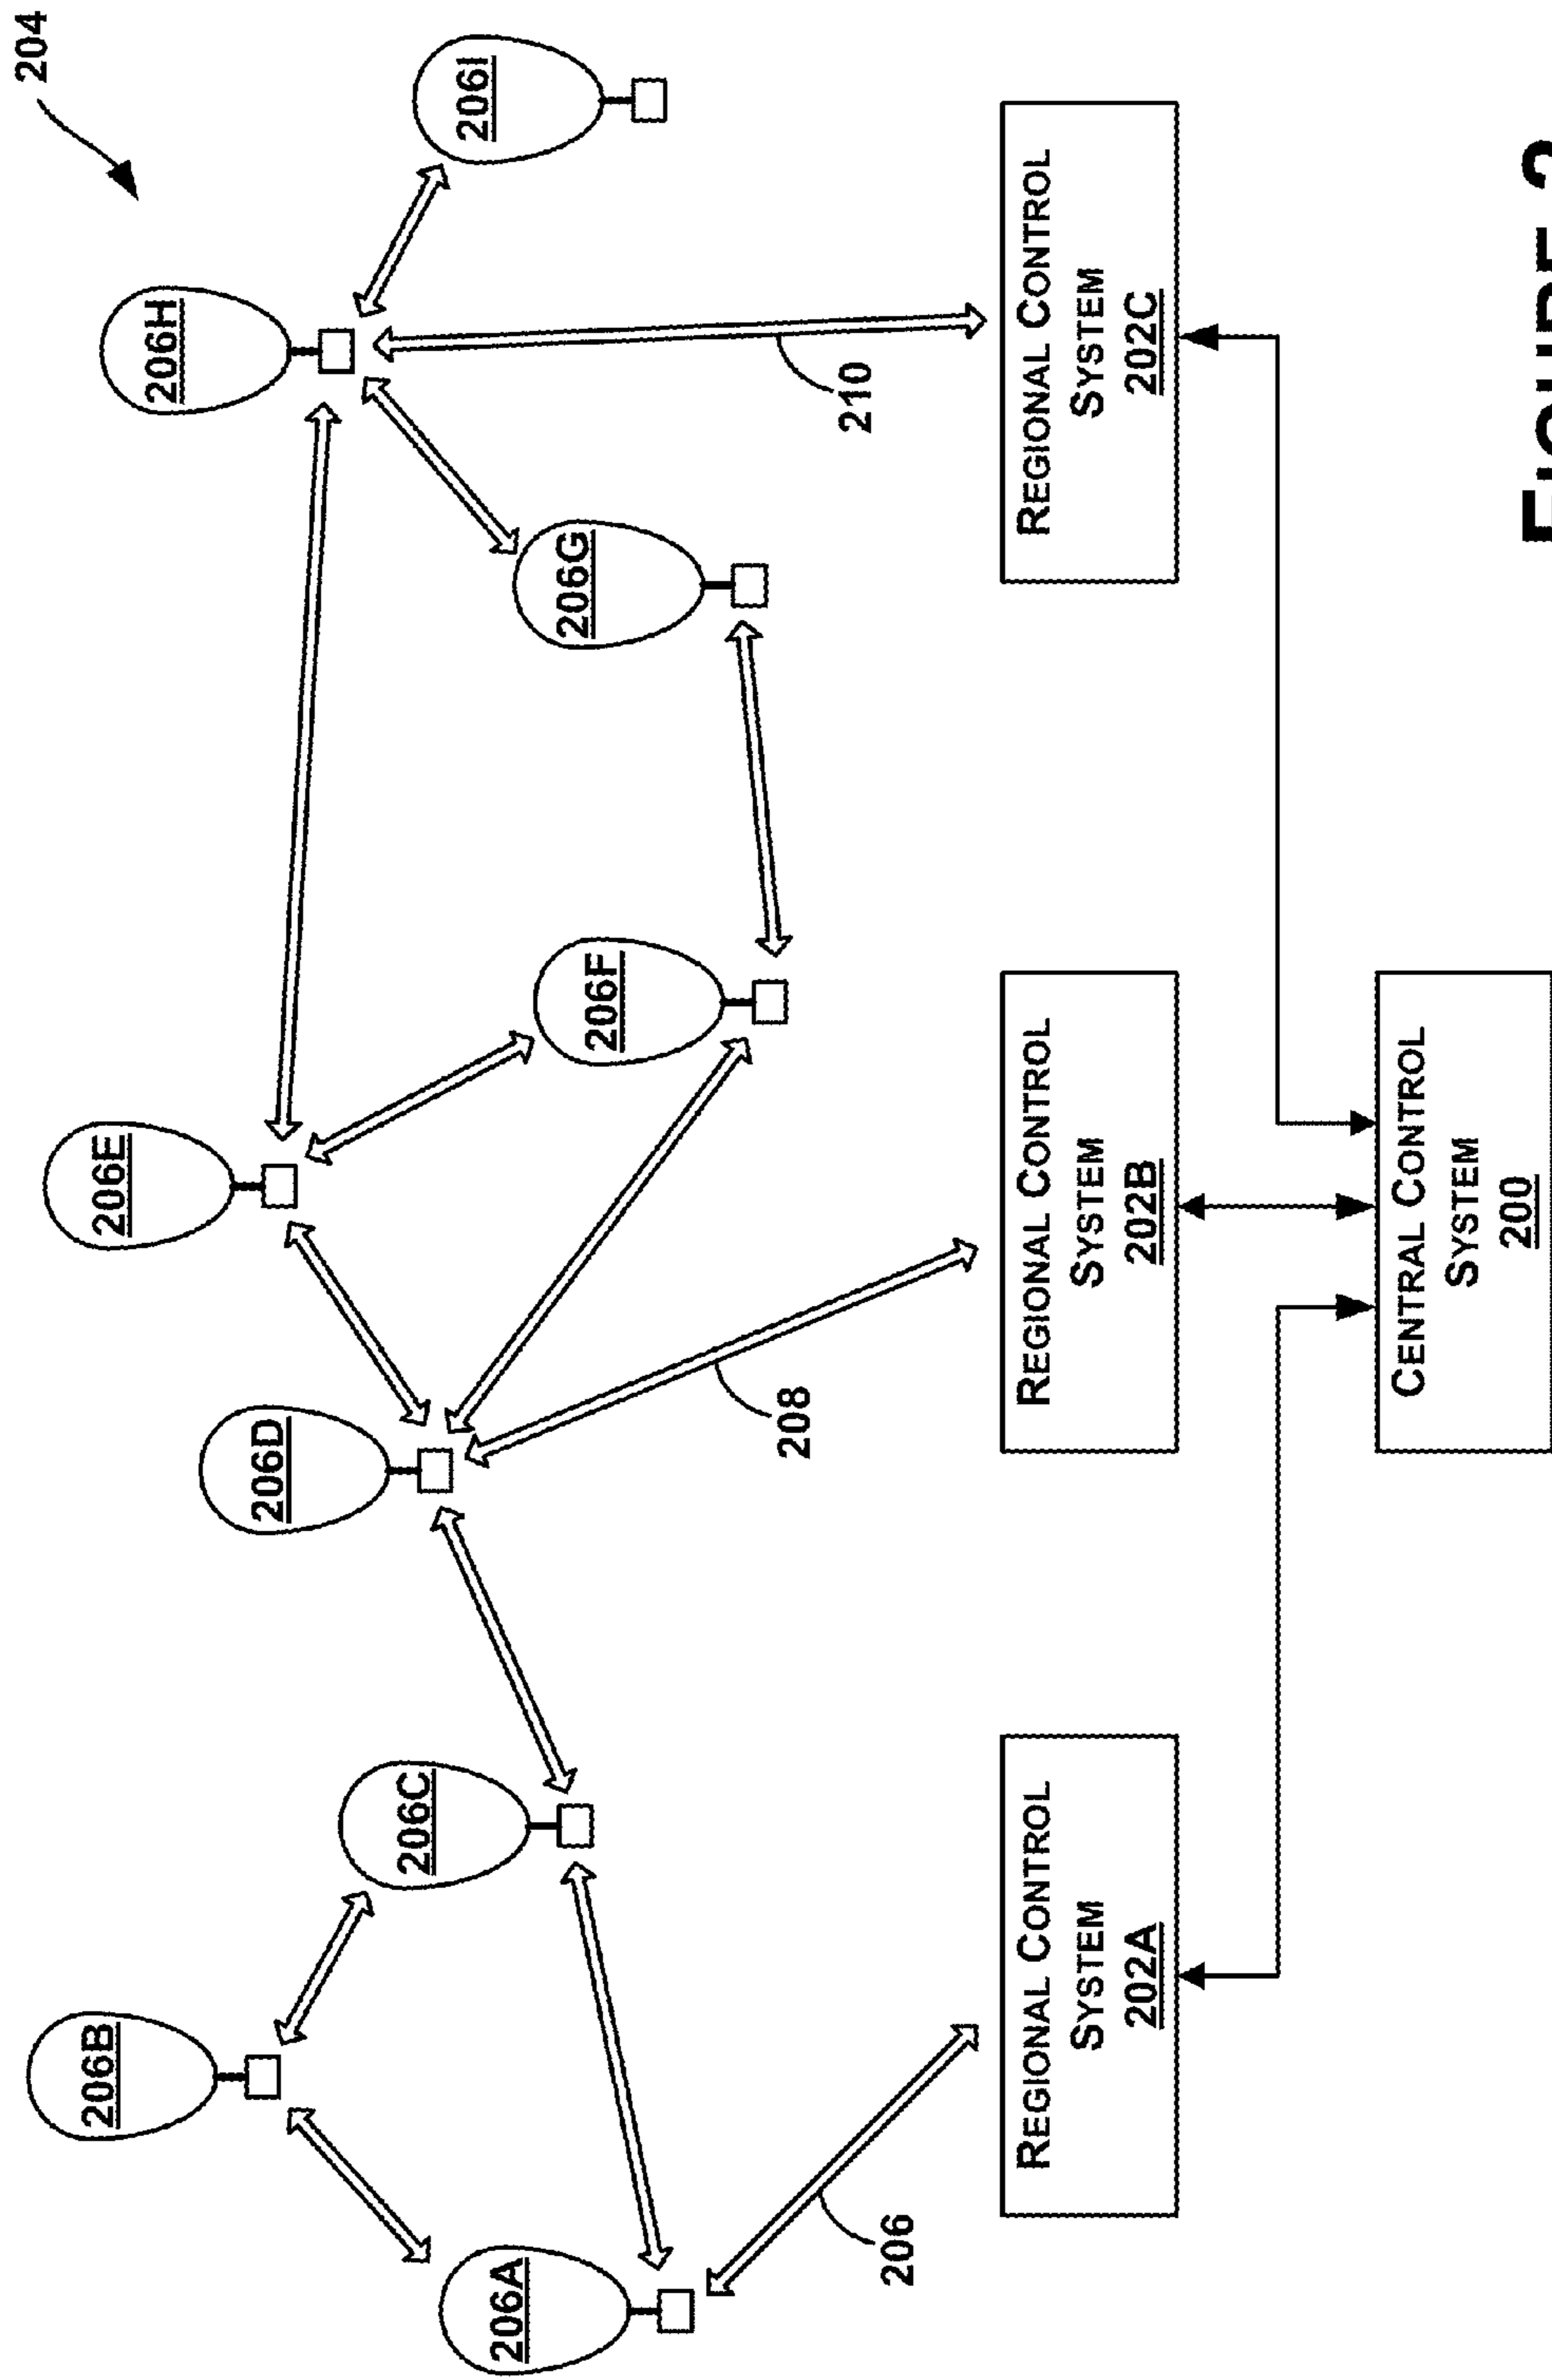 204
206B
206E
206H
206D
206C
206I
206A
206F
206G
206
208
210
REGIONAL CONTROL
SYSTEM
202A
REGIONAL CONTROL
SYSTEM
202B
REGIONAL CONTROL
SYSTEM
202C
CENTRAL CONTROL
SYSTEM
200